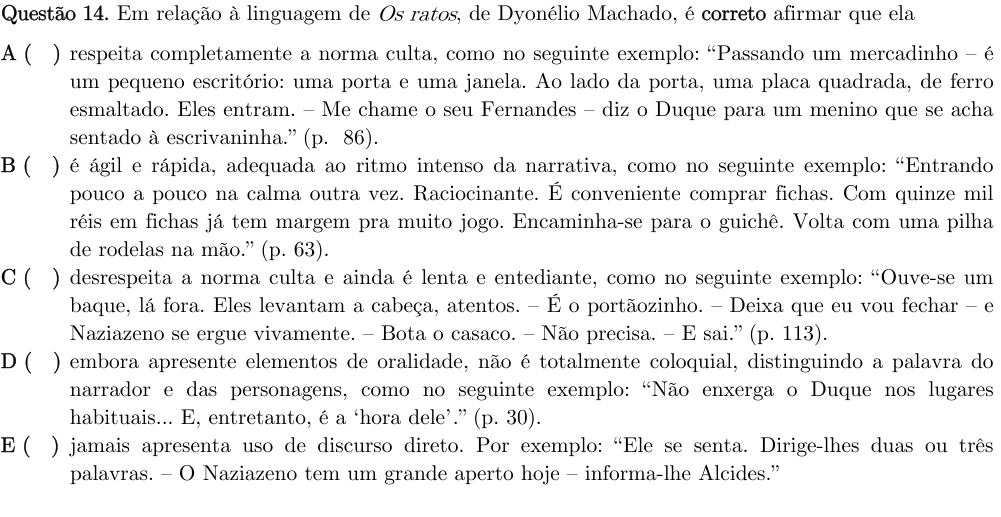 Questão 14. Em relação à linguagem de Os ratos, de Dyonélio Machado, é correto afirmar que ela
A ( ) respeita completamente a norma culta, como no seguinte exemplo: “Passando um mercadinho – é
um pequeno escritório: uma porta e uma janela. Ao lado da porta, uma placa quadrada, de ferro
esmaltado. Eles entram. – Me chame o seu Fernandes – diz o Duque para um menino que se acha
sentado à escrivaninha.” (p. 86).
B ( ) é ágil e rápida, adequada ao ritmo intenso da narrativa, como no seguinte exemplo: “Entrando
pouco a pouco na calma outra vez. Raciocinante. É conveniente comprar fichas. Com quinze mil
réis em fichas já tem margem pra muito jogo. Encaminha-se para o guichê. Volta com uma pilha
de rodelas na mão.” (p. 63).
C ( ) desrespeita a norma culta e ainda é lenta e entediante, como no seguinte exemplo: “Ouve-se um
baque, lá fora. Eles levantam a cabeça, atentos. – É o portãozinho. – Deixa que eu vou fechar – e
Naziazeno se ergue vivamente. – Bota o casaco. – Não precisa. – E sai.” (p. 113).
D ( ) embora apresente elementos de oralidade, não é totalmente coloquial, distinguindo a palavra do
narrador e das personagens, como no seguinte exemplo: “Não enxerga o Duque nos lugares
habituais... E, entretanto, é a ‘hora dele’.” (p. 30).
E ( ) jamais apresenta uso de discurso direto. Por exemplo: “Ele se senta. Dirige-lhes duas ou três
palavras. – O Naziazeno tem um grande aperto hoje – informa-lhe Alcides.”